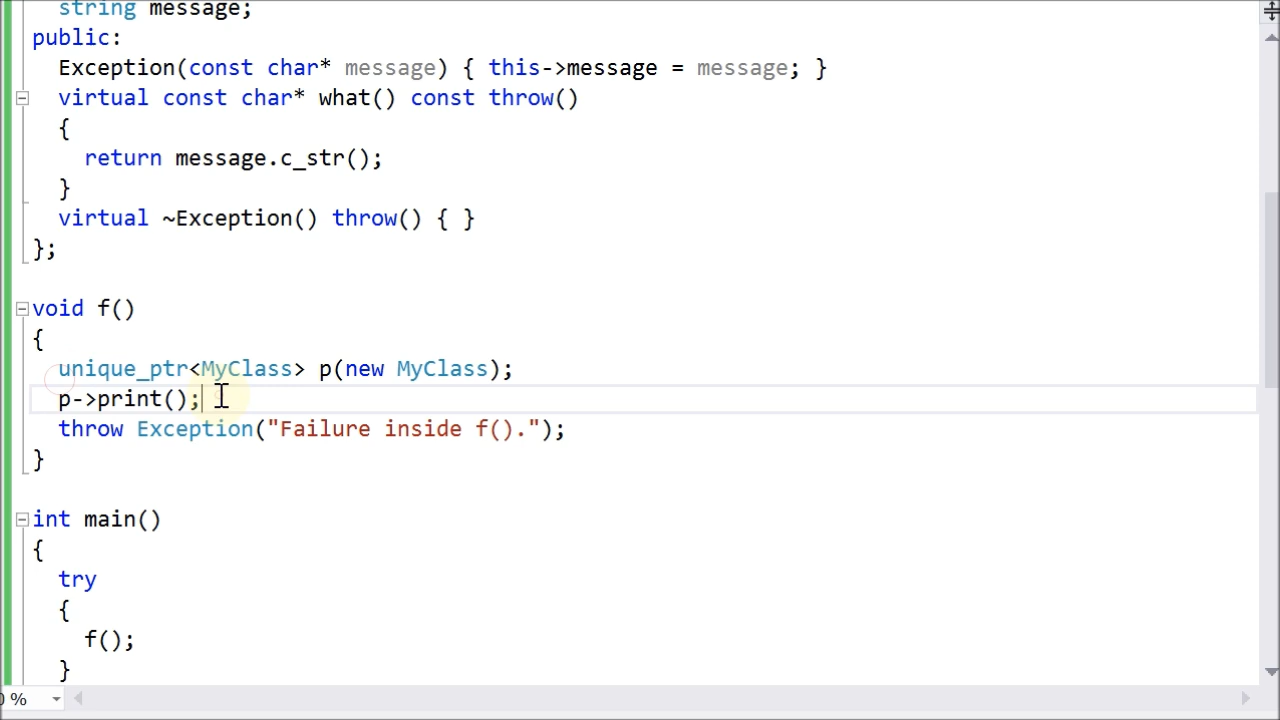 string message;
public:
Exception(const char* message) { this->message = message; }
virtual const char* what() const throw()
{
return message.c_str();
}
virtual ~Exception() throw() { }
};
void f()
{
unique_ptr<MyClass> p(new MyClass);
p->print();
throw Exception("Failure inside f().");
}
int main()
{
try
{
f();
}
%